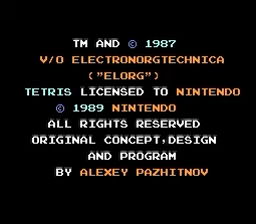 TM AND © 1987
V/O ELECTRONORGTECHNICA
("ELORG")
TETRIS LICENSED TO NINTENDO
© 1989 NINTENDO
ALL RIGHTS RESERVED
ORIGINAL CONCEPT,DESIGN
AND PROGRAM
BY ALEXEY PAZHITNOV